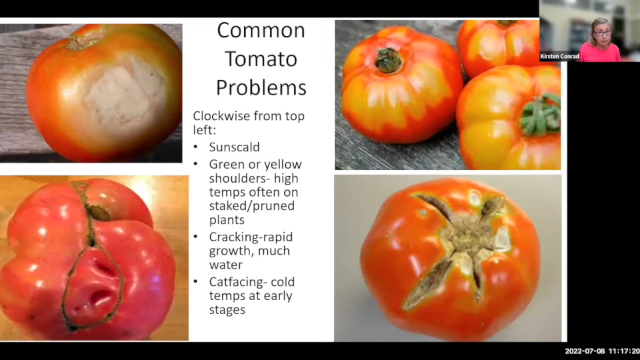 Common
Tomato
Problems
Clockwise from top
left:
• Sunscald
• Green or yellow
shoulders- high
temps often on
staked/pruned
plants
• Cracking-rapid
growth, much
water
• Catfacing- cold
temps at early
stages
Kirsten Conrad
2022-07-08 11:17:20